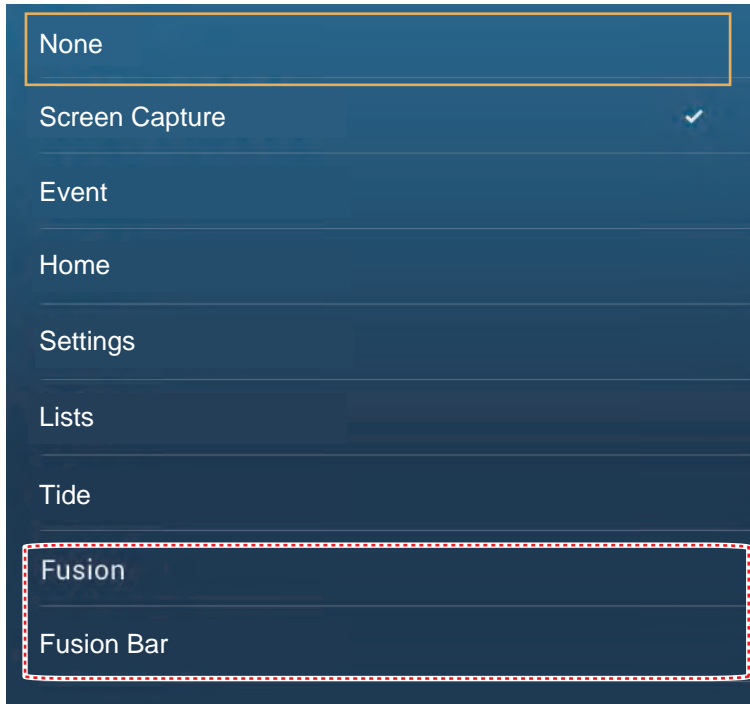 None
Screen Capture
Event
Home
Settings
Lists
Tide
Fusion
Fusion Bar